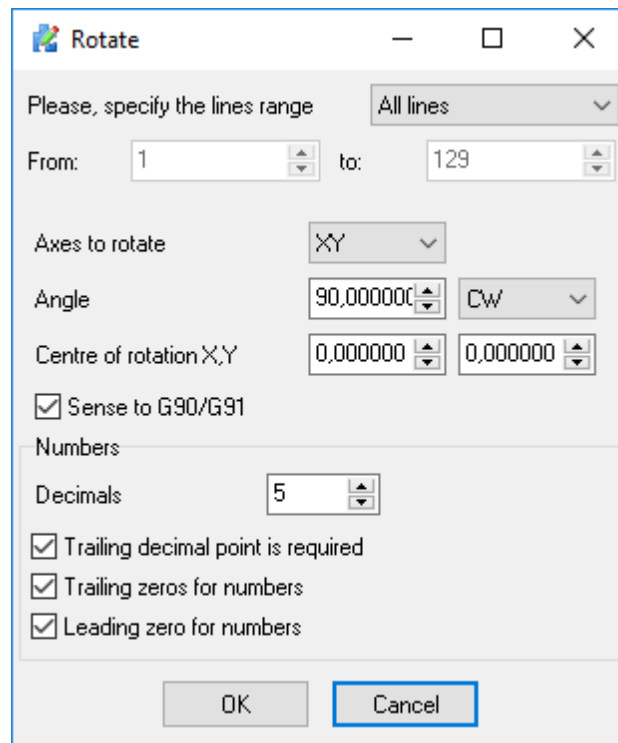 Rotate
Please, specify the lines range All lines
From: 1 to: 129
Axes to rotate XY
Angle 90,000000 CW
Centre of rotation X,Y 0,000000 0,000000
Sense to G90/G91
Numbers
Decimals 5
Trailing decimal point is required
Trailing zeros for numbers
Leading zero for numbers
OK Cancel